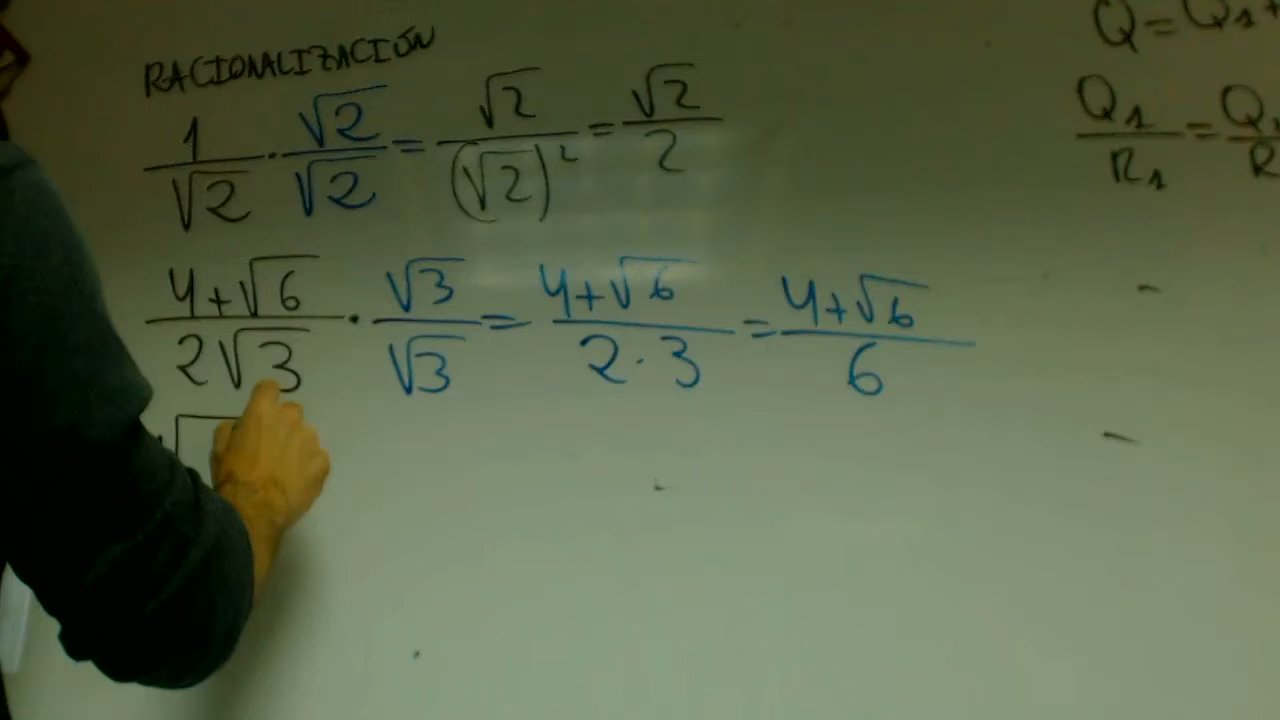 RACIONALIZACIÓN
1/√2 · √2/√2 = √2/(√2)² = √2/2
4+√6/2√3 · √3/√3 = 4+√6/2·3 = 4+√6/6
Q = Q₁+
Q₁/R₁ = Q/R